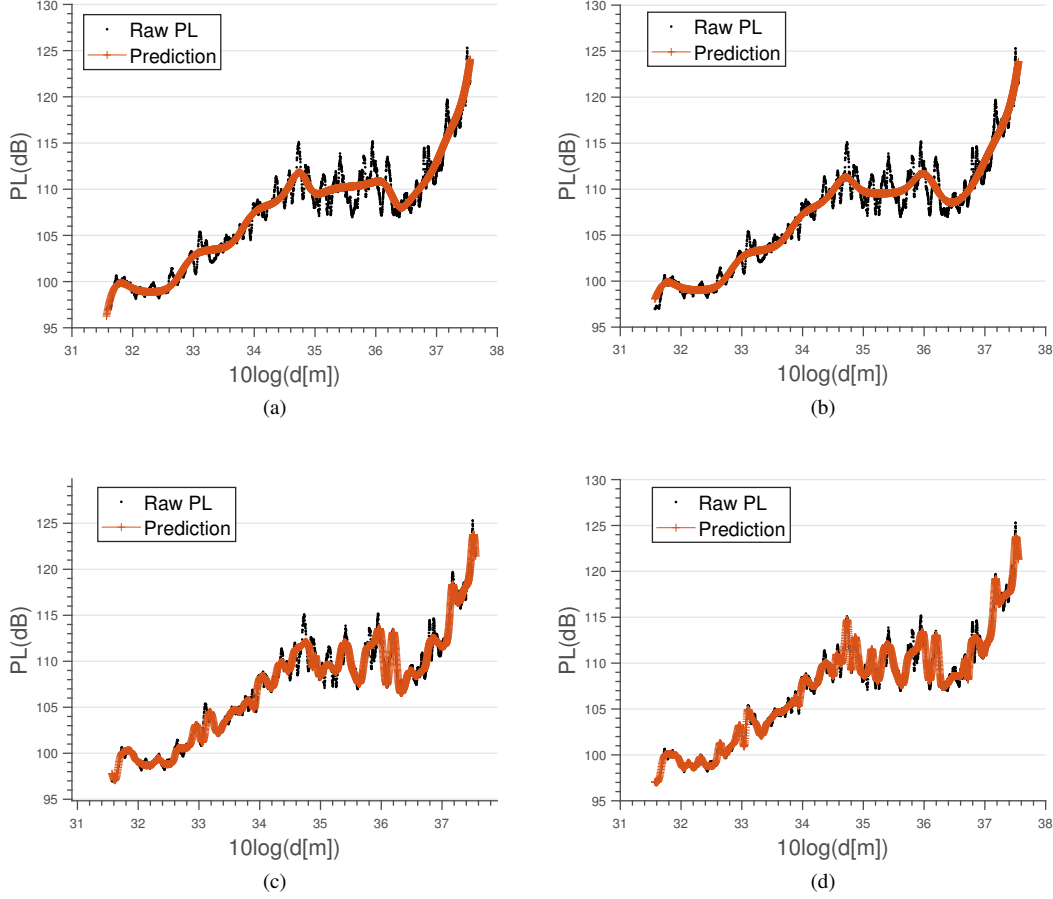 130
125
120
115
110
105
100
95
PL(dB)
Raw PL
Prediction
31 32 33 34 35 36 37 38
10log(d[m])
(a)
130
125
120
115
110
105
100
95
PL(dB)
Raw PL
Prediction
31 32 33 34 35 36 37 38
10log(d[m])
(b)
125
120
115
110
105
100
95
PL(dB)
Raw PL
Prediction
31 32 33 34 35 36 37
10log(d[m])
(c)
130
125
120
115
110
105
100
95
PL(dB)
Raw PL
Prediction
31 32 33 34 35 36 37 38
10log(d[m])
(d)